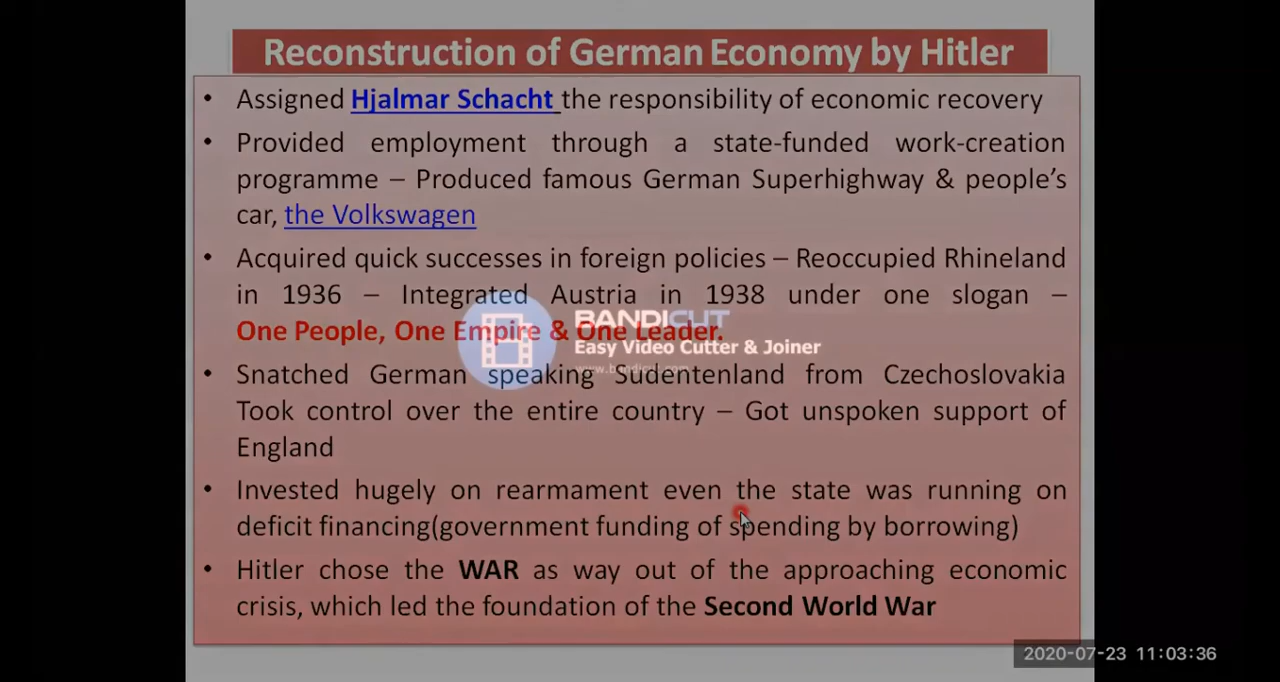 Reconstruction of German Economy by Hitler
• Assigned Hjalmar Schacht the responsibility of economic recovery
• Provided employment through a state-funded work-creation
programme – Produced famous German Superhighway & people's
car, the Volkswagen
• Acquired quick successes in foreign policies – Reoccupied Rhineland
in 1936 – Integrated Austria in 1938 under one slogan –
One People, One Empire & One Leader.
BANDICUT
Easy Video Cutter & Joiner
www.bandicut.com
• Snatched German speaking Sudentenland from Czechoslovakia
Took control over the entire country – Got unspoken support of
England
• Invested hugely on rearmament even the state was running on
deficit financing(government funding of spending by borrowing)
• Hitler chose the WAR as way out of the approaching economic
crisis, which led the foundation of the Second World War
2020-07-23 11:03:36